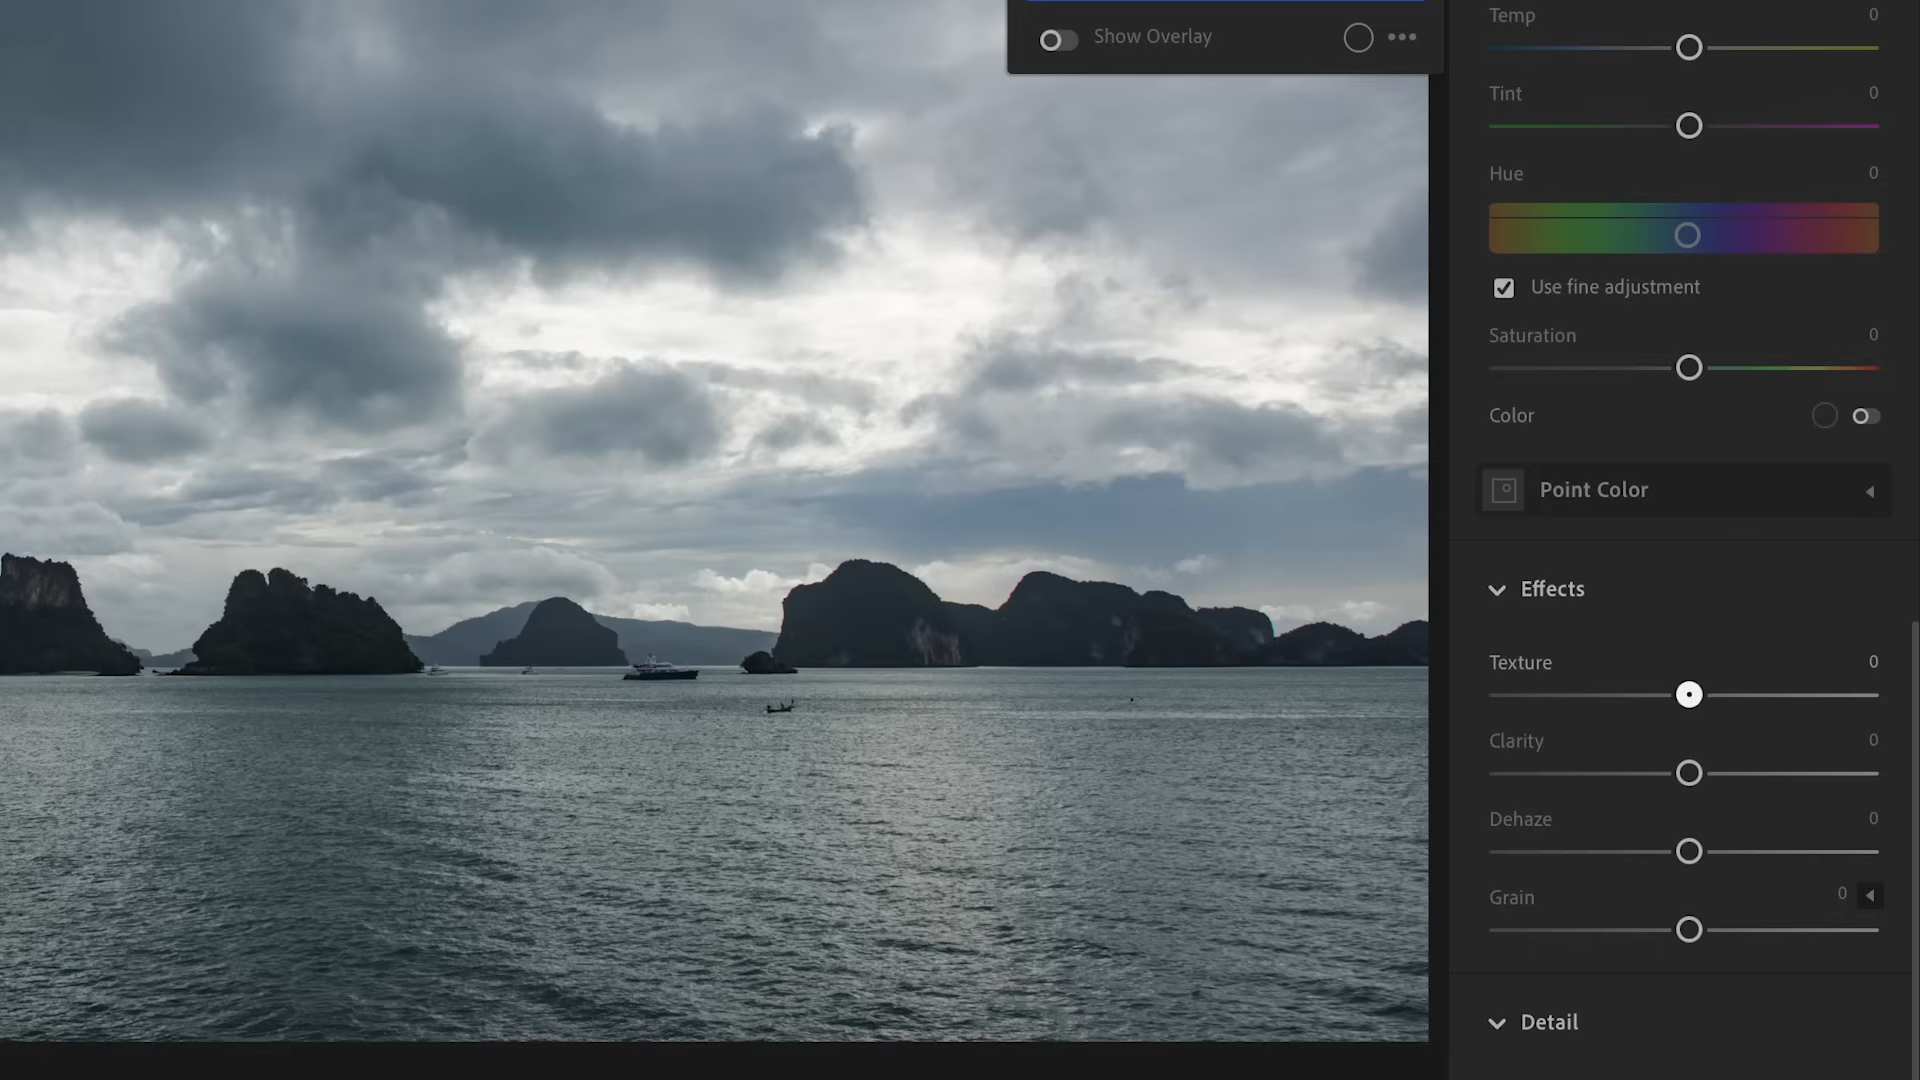 Show Overlay
Temp 0
Tint 0
Hue 0
Use fine adjustment
Saturation 0
Color
Point Color
Effects
Texture 0
Clarity 0
Dehaze 0
Grain 0
Detail